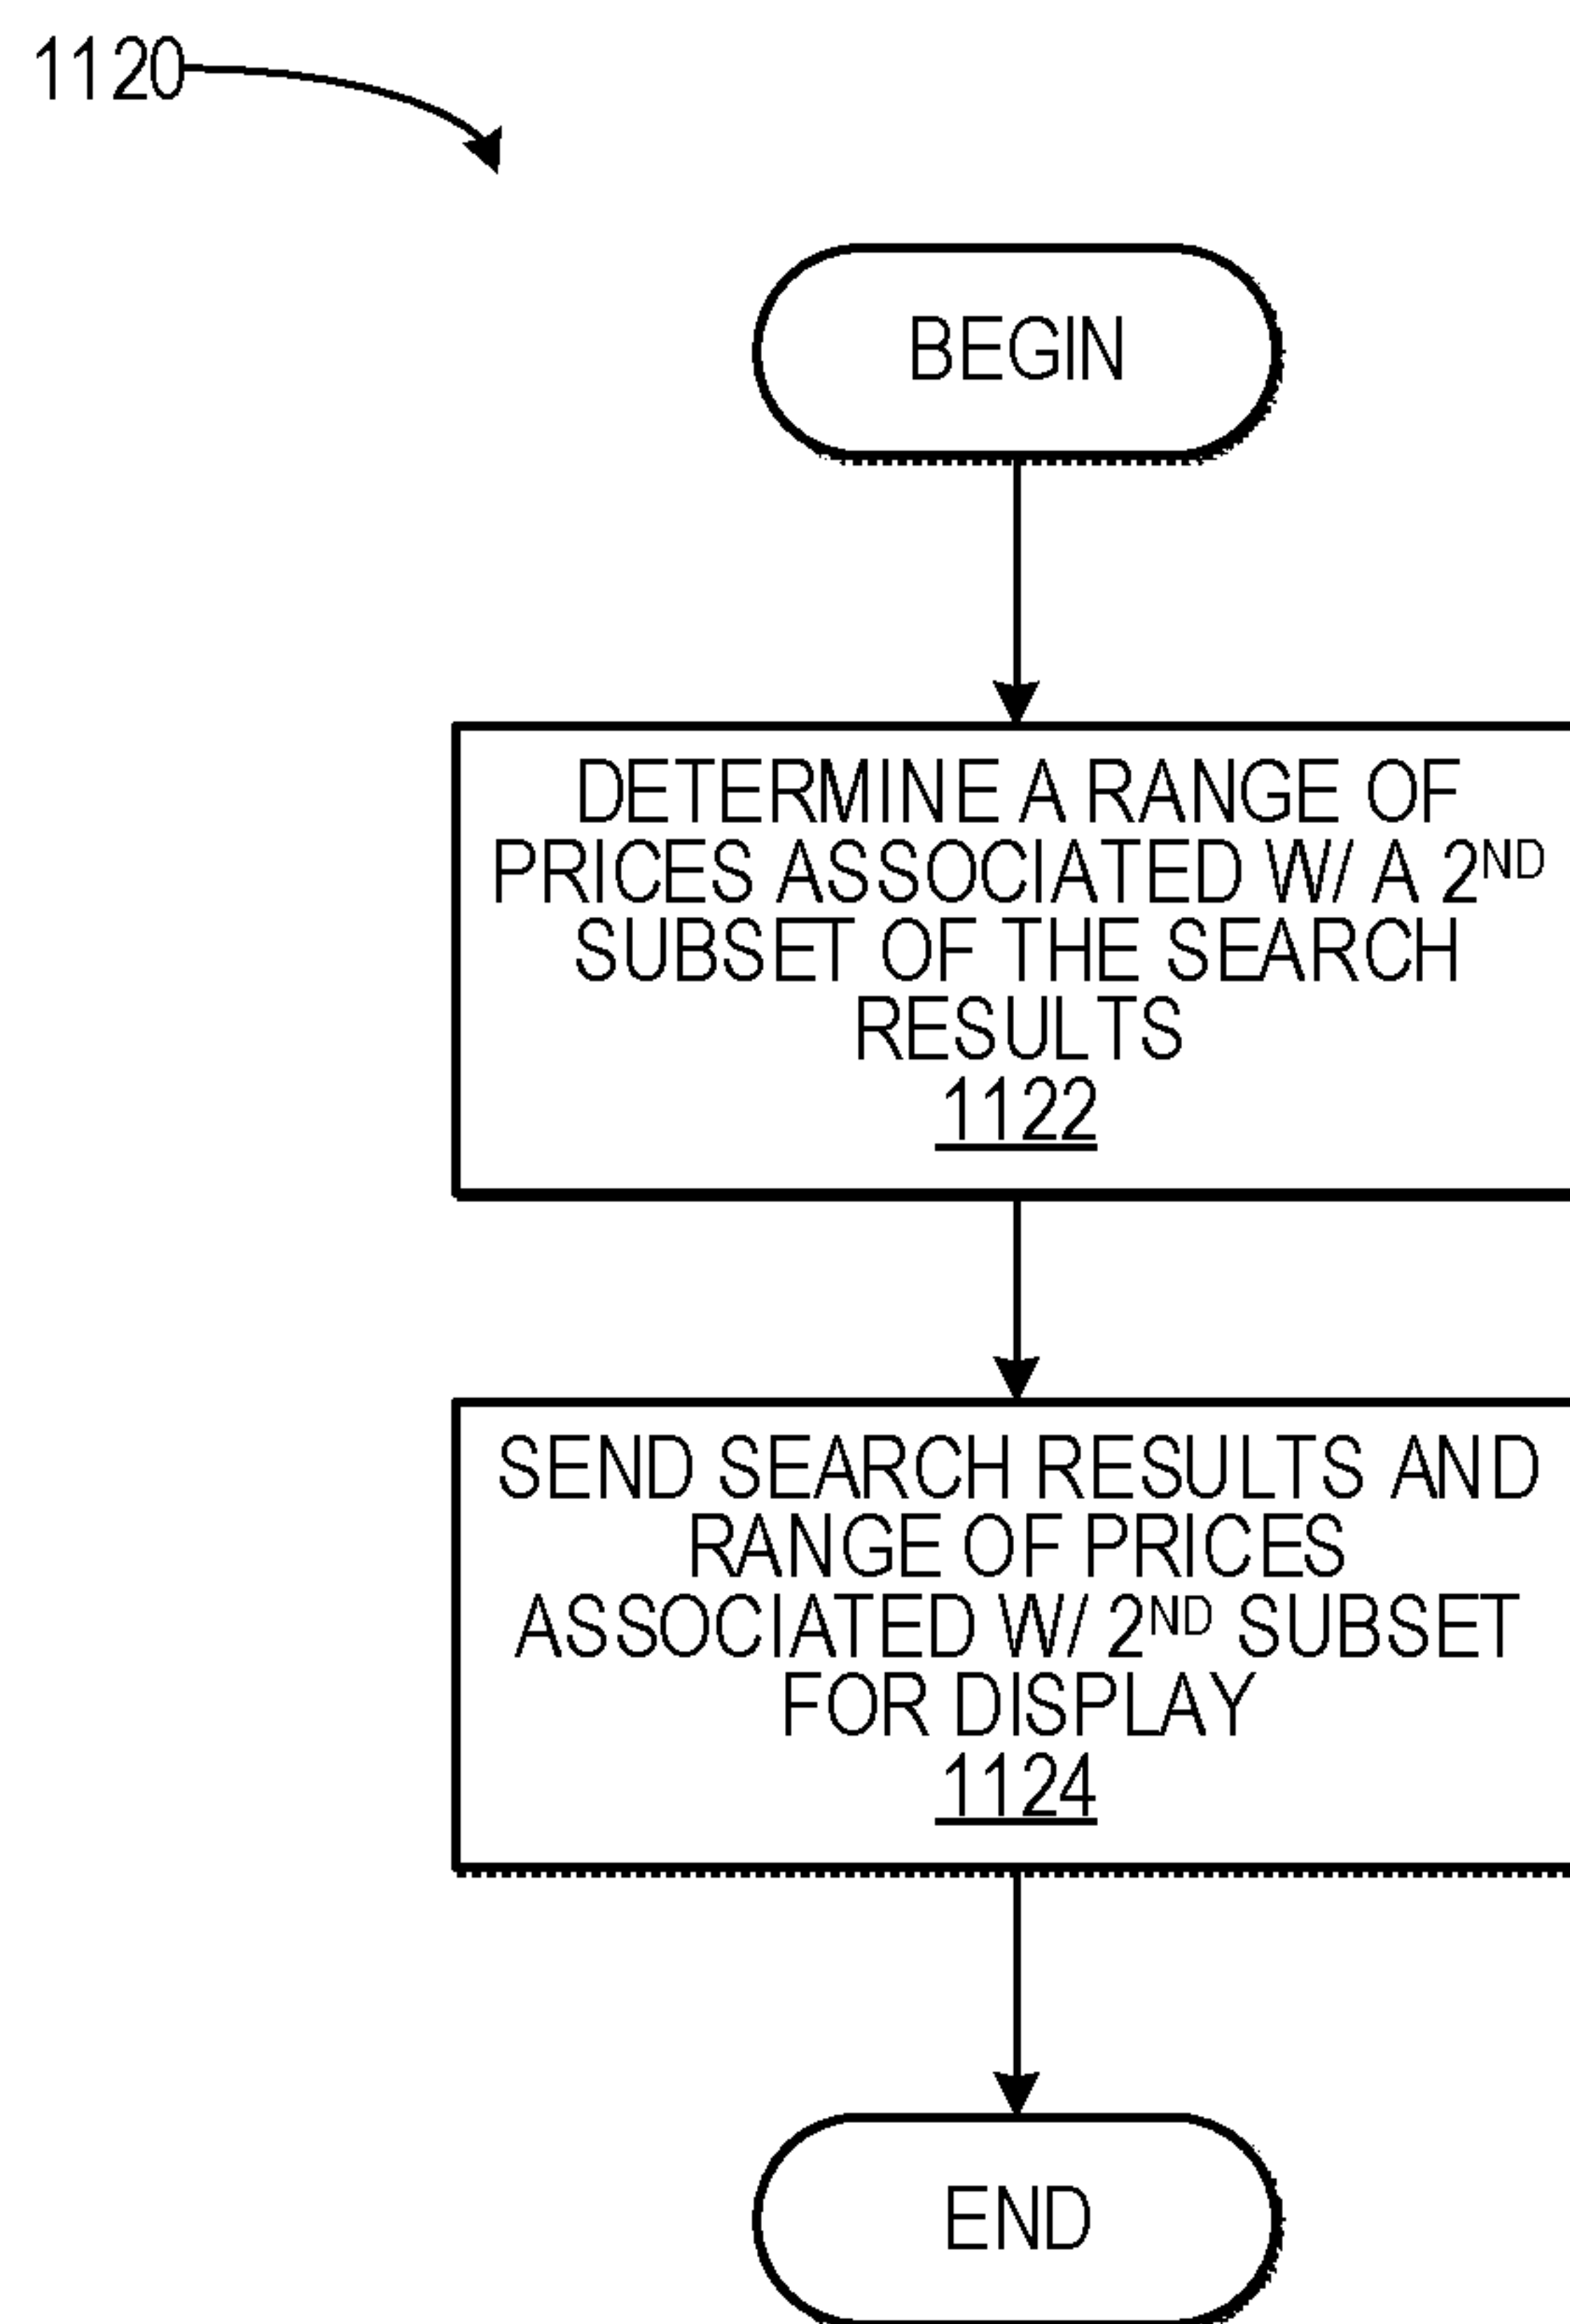 1120
BEGIN
DETERMINE A RANGE OF
PRICES ASSOCIATED W/ A 2ND
SUBSET OF THE SEARCH
RESULTS
1122
SEND SEARCH RESULTS AND
RANGE OF PRICES
ASSOCIATED W/ 2ND SUBSET
FOR DISPLAY
1124
END